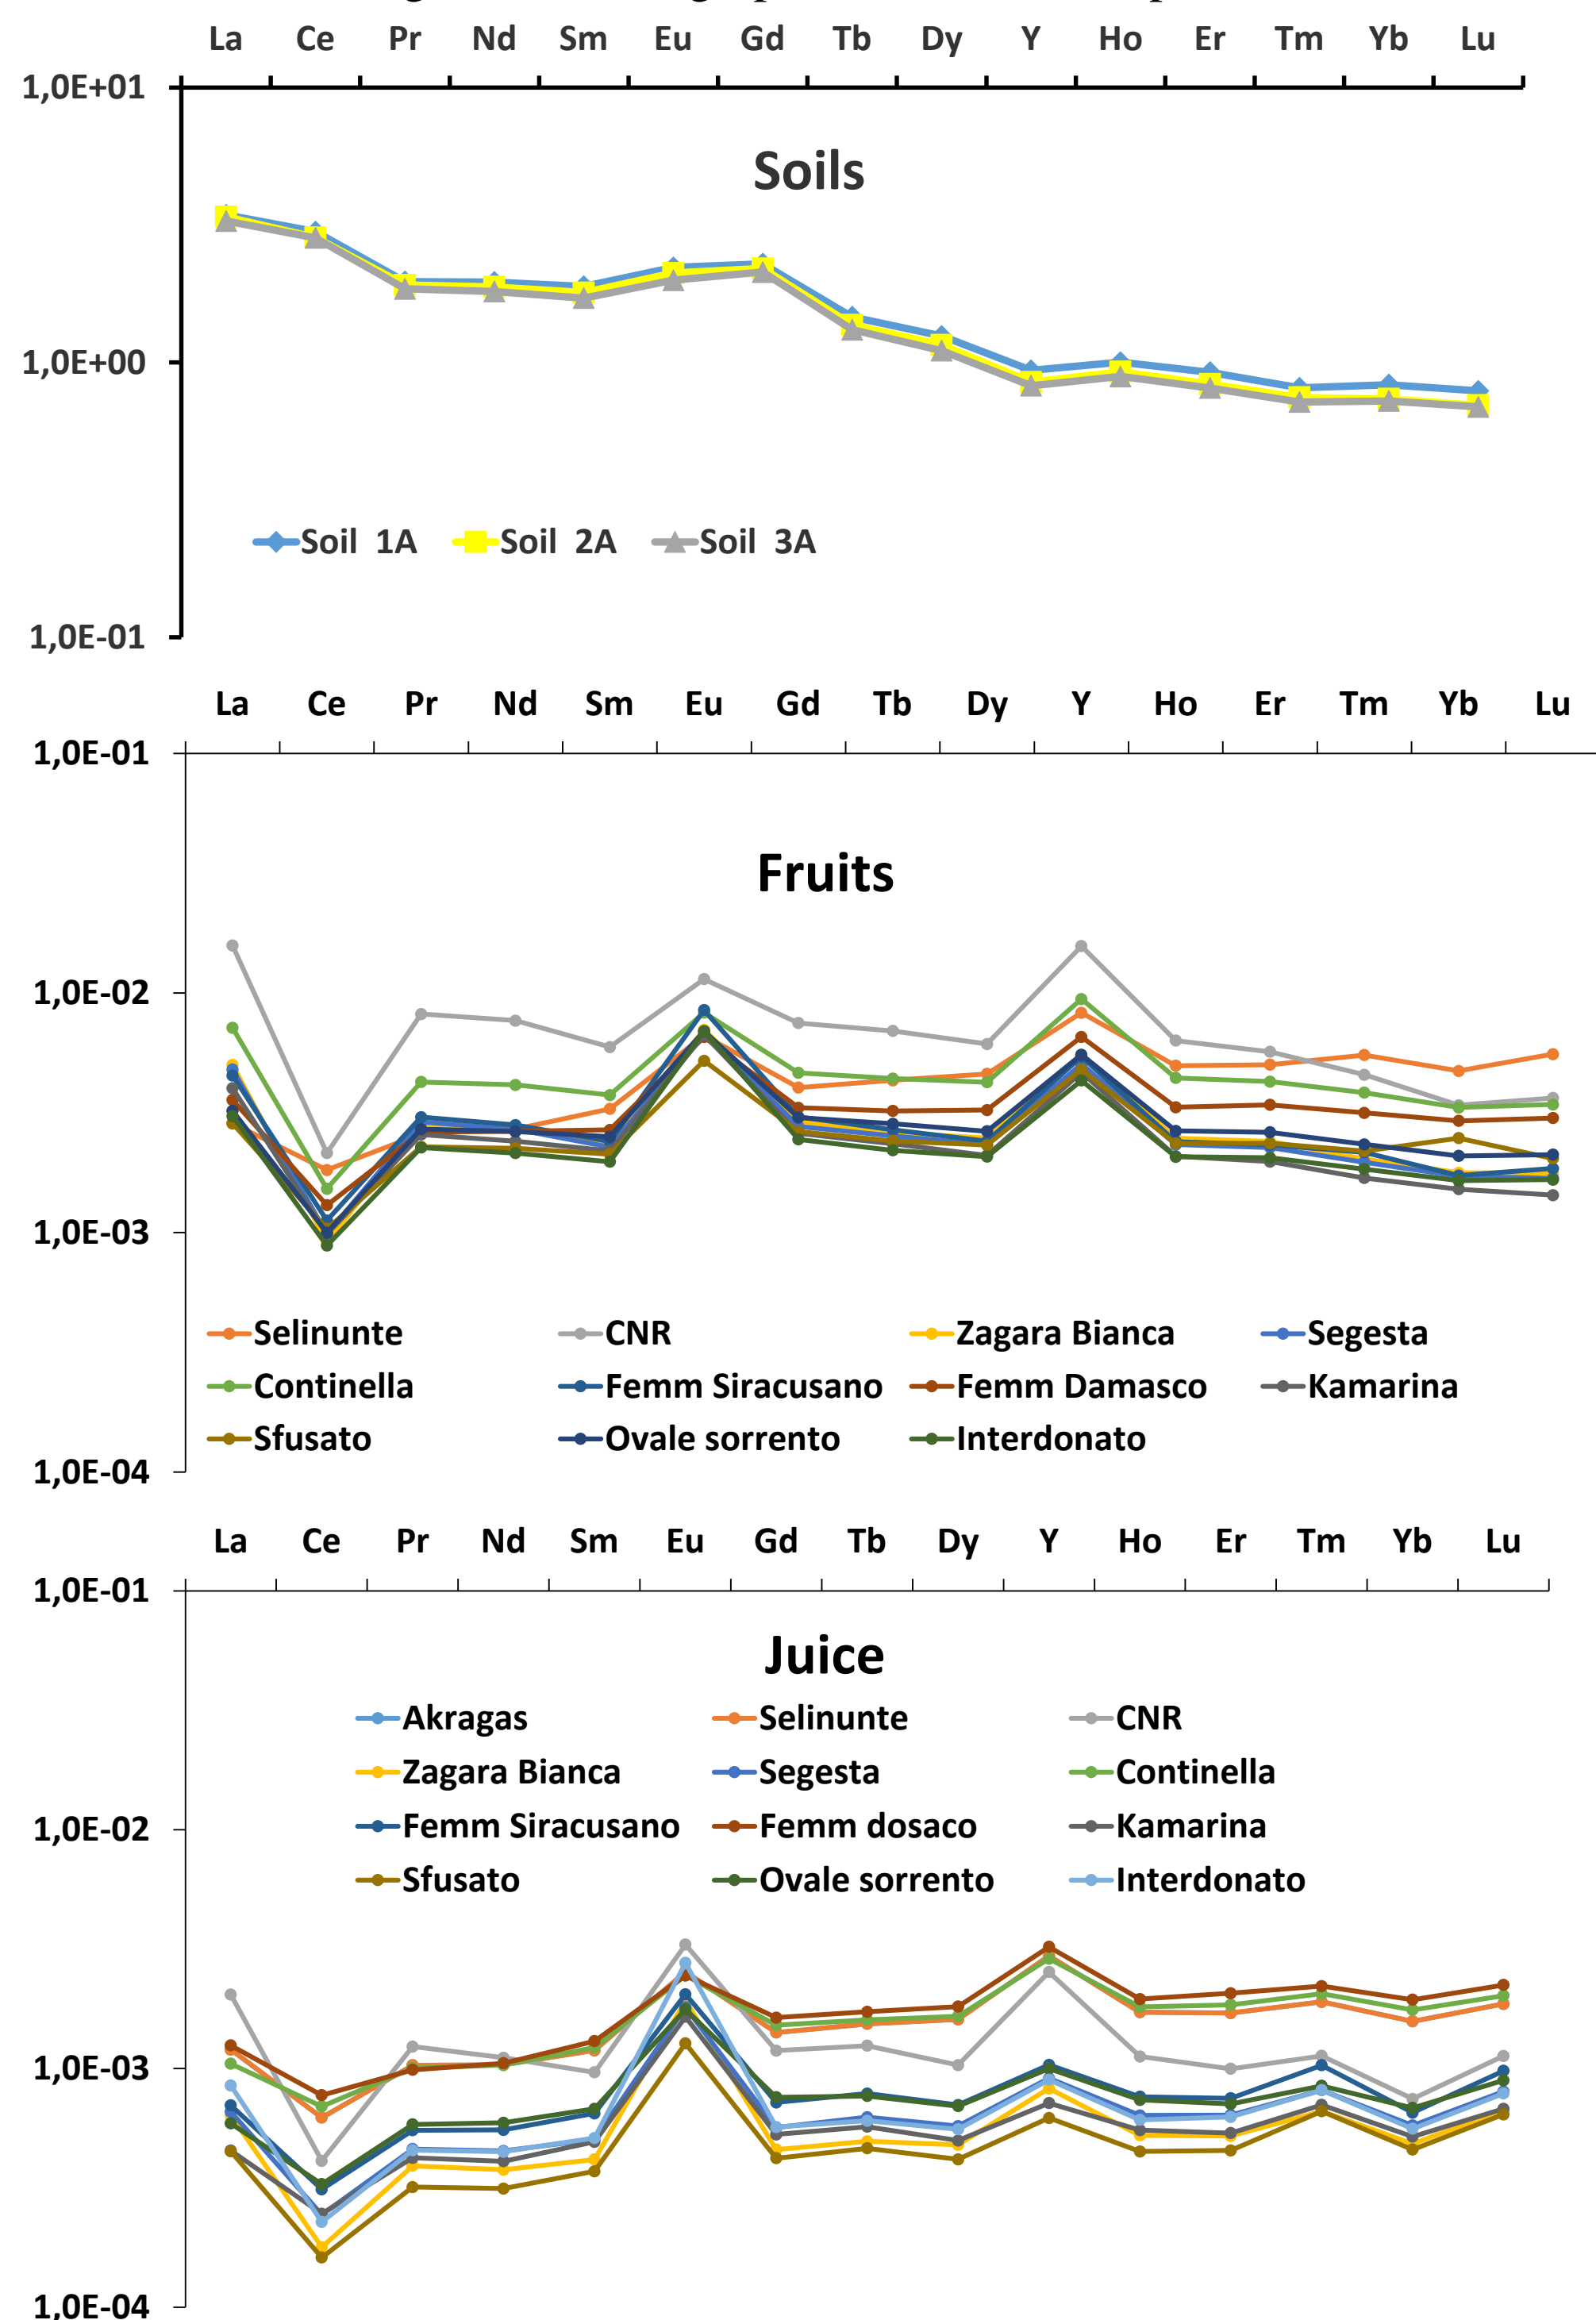 La Ce Pr Nd Sm Eu Gd Tb Dy Y Ho Er Tm Yb Lu
1,0E+01
Soils
1,0E+00
Soil 1A Soil 2A Soil 3A
1,0E-01
La Ce Pr Nd Sm Eu Gd Tb Dy Y Ho Er Tm Yb Lu
1,0E-01
Fruits
1,0E-02
1,0E-03
Selinunte CNR Zagara Bianca Segesta
Continella Femm Siracusano Femm Damasco Kamarina
Sfusato Ovale sorrento Interdonato
1,0E-04
La Ce Pr Nd Sm Eu Gd Tb Dy Y Ho Er Tm Yb Lu
1,0E-01
Juice
Akragas Selinunte CNR
Zagara Bianca Segesta Continella
1,0E-02
Femm Siracusano Femm dosaco Kamarina
Sfusato Ovale sorrento Interdonato
1,0E-03
1,0E-04